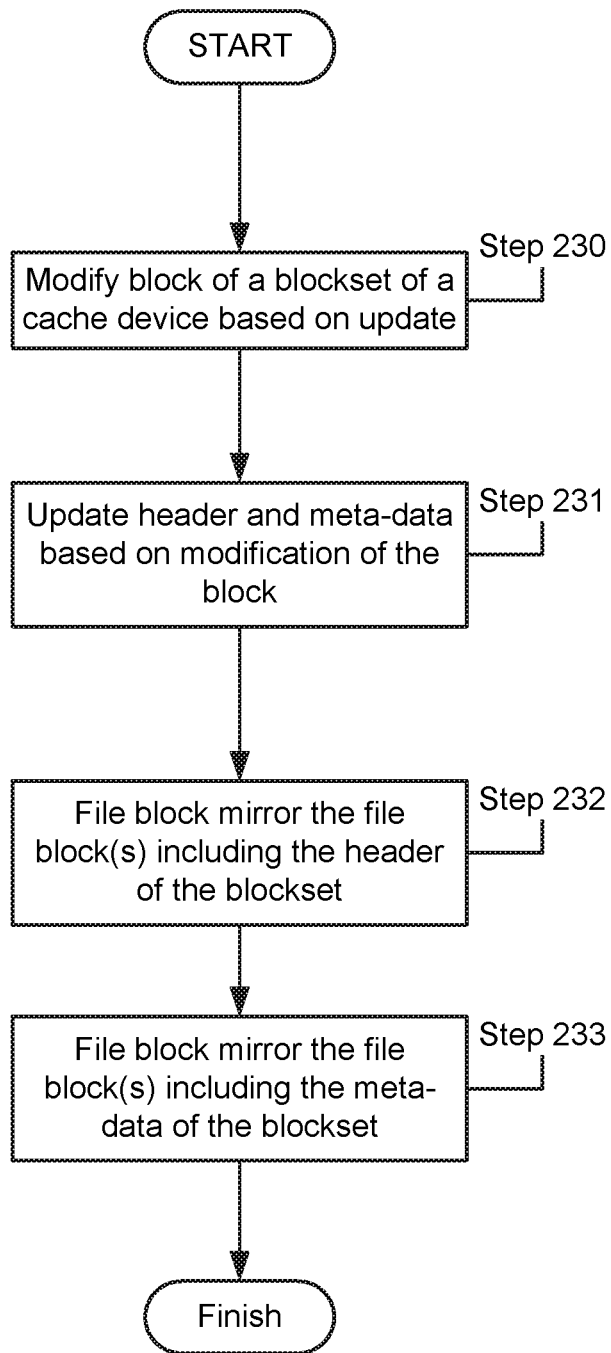 START
Step 230
Modify block of a blockset of a
cache device based on update
Step 231
Update header and meta-data
based on modification of the
block
Step 232
File block mirror the file
block(s) including the header
of the blockset
Step 233
File block mirror the file
block(s) including the meta-
data of the blockset
Finish